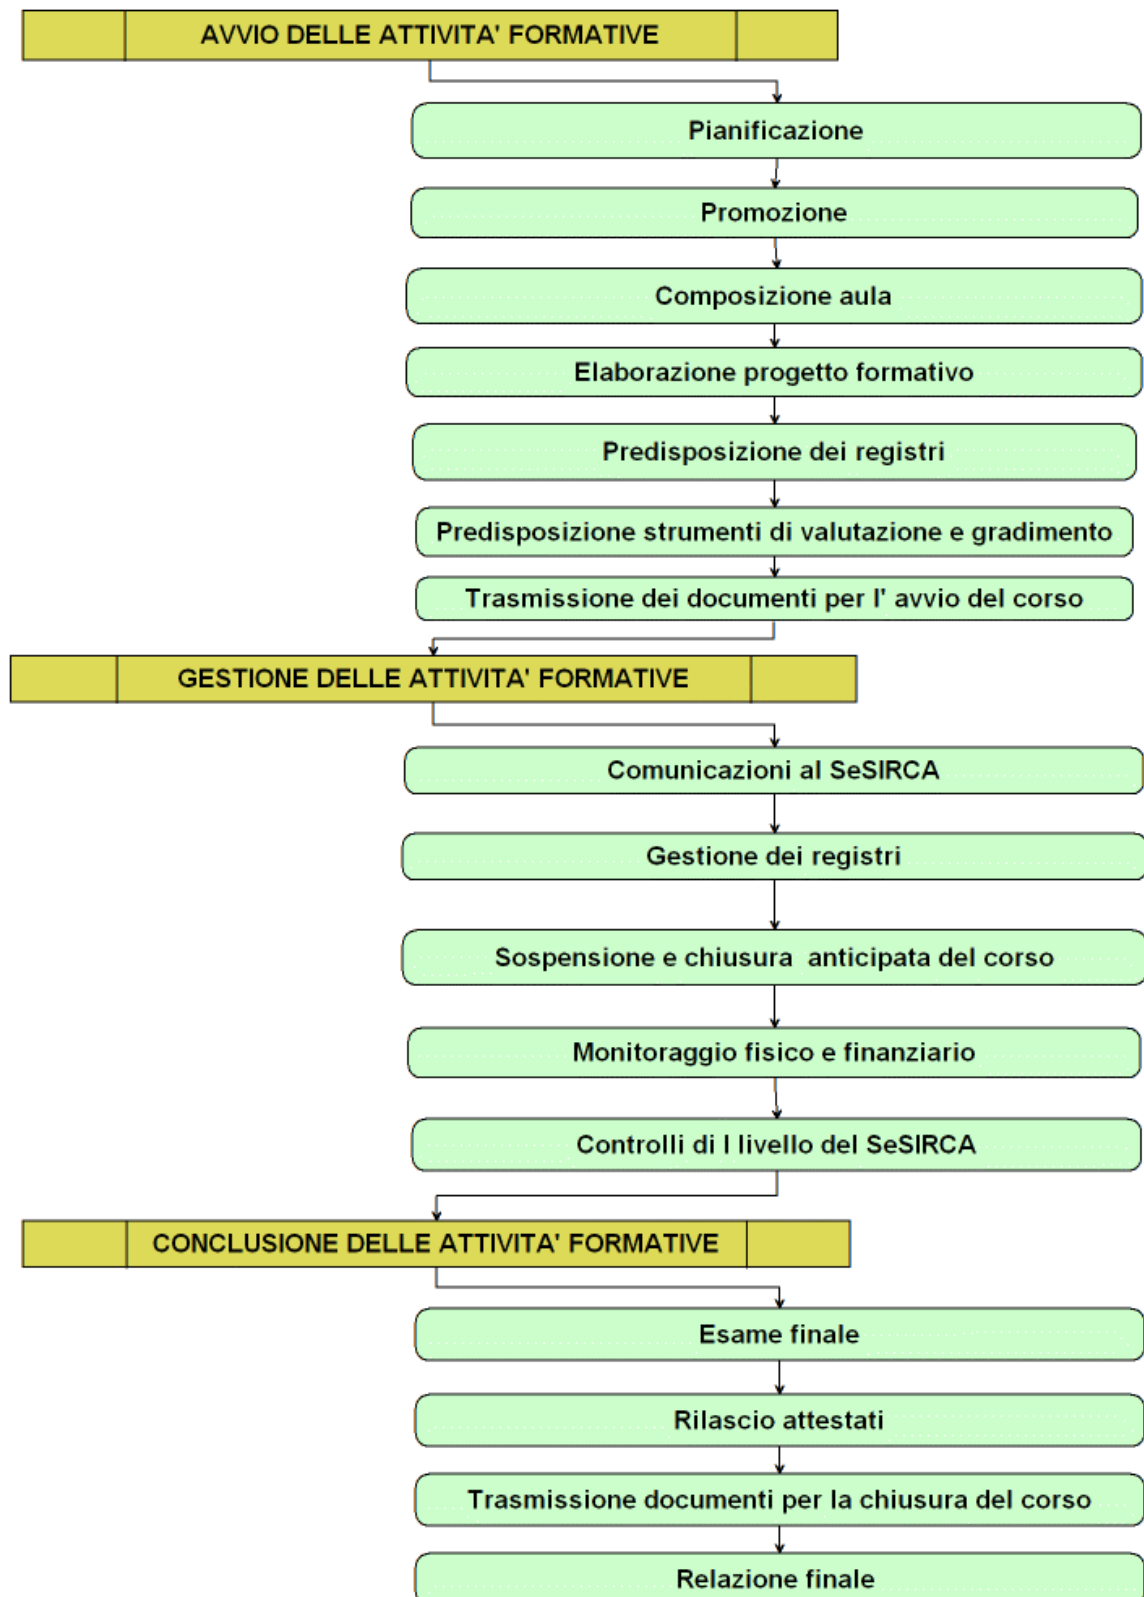 AVVIO DELLE ATTIVITA' FORMATIVE
Pianificazione
Promozione
Composizione aula
Elaborazione progetto formativo
Predisposizione dei registri
Predisposizione strumenti di valutazione e gradimento
Trasmissione dei documenti per l' avvio del corso
GESTIONE DELLE ATTIVITA' FORMATIVE
Comunicazioni al SeSIRCA
Gestione dei registri
Sospensione e chiusura  anticipata del corso
Monitoraggio fisico e finanziario
Controlli di I livello del SeSIRCA
CONCLUSIONE DELLE ATTIVITA' FORMATIVE
Esame finale
Rilascio attestati
Trasmissione documenti per la chiusura del corso
Relazione finale